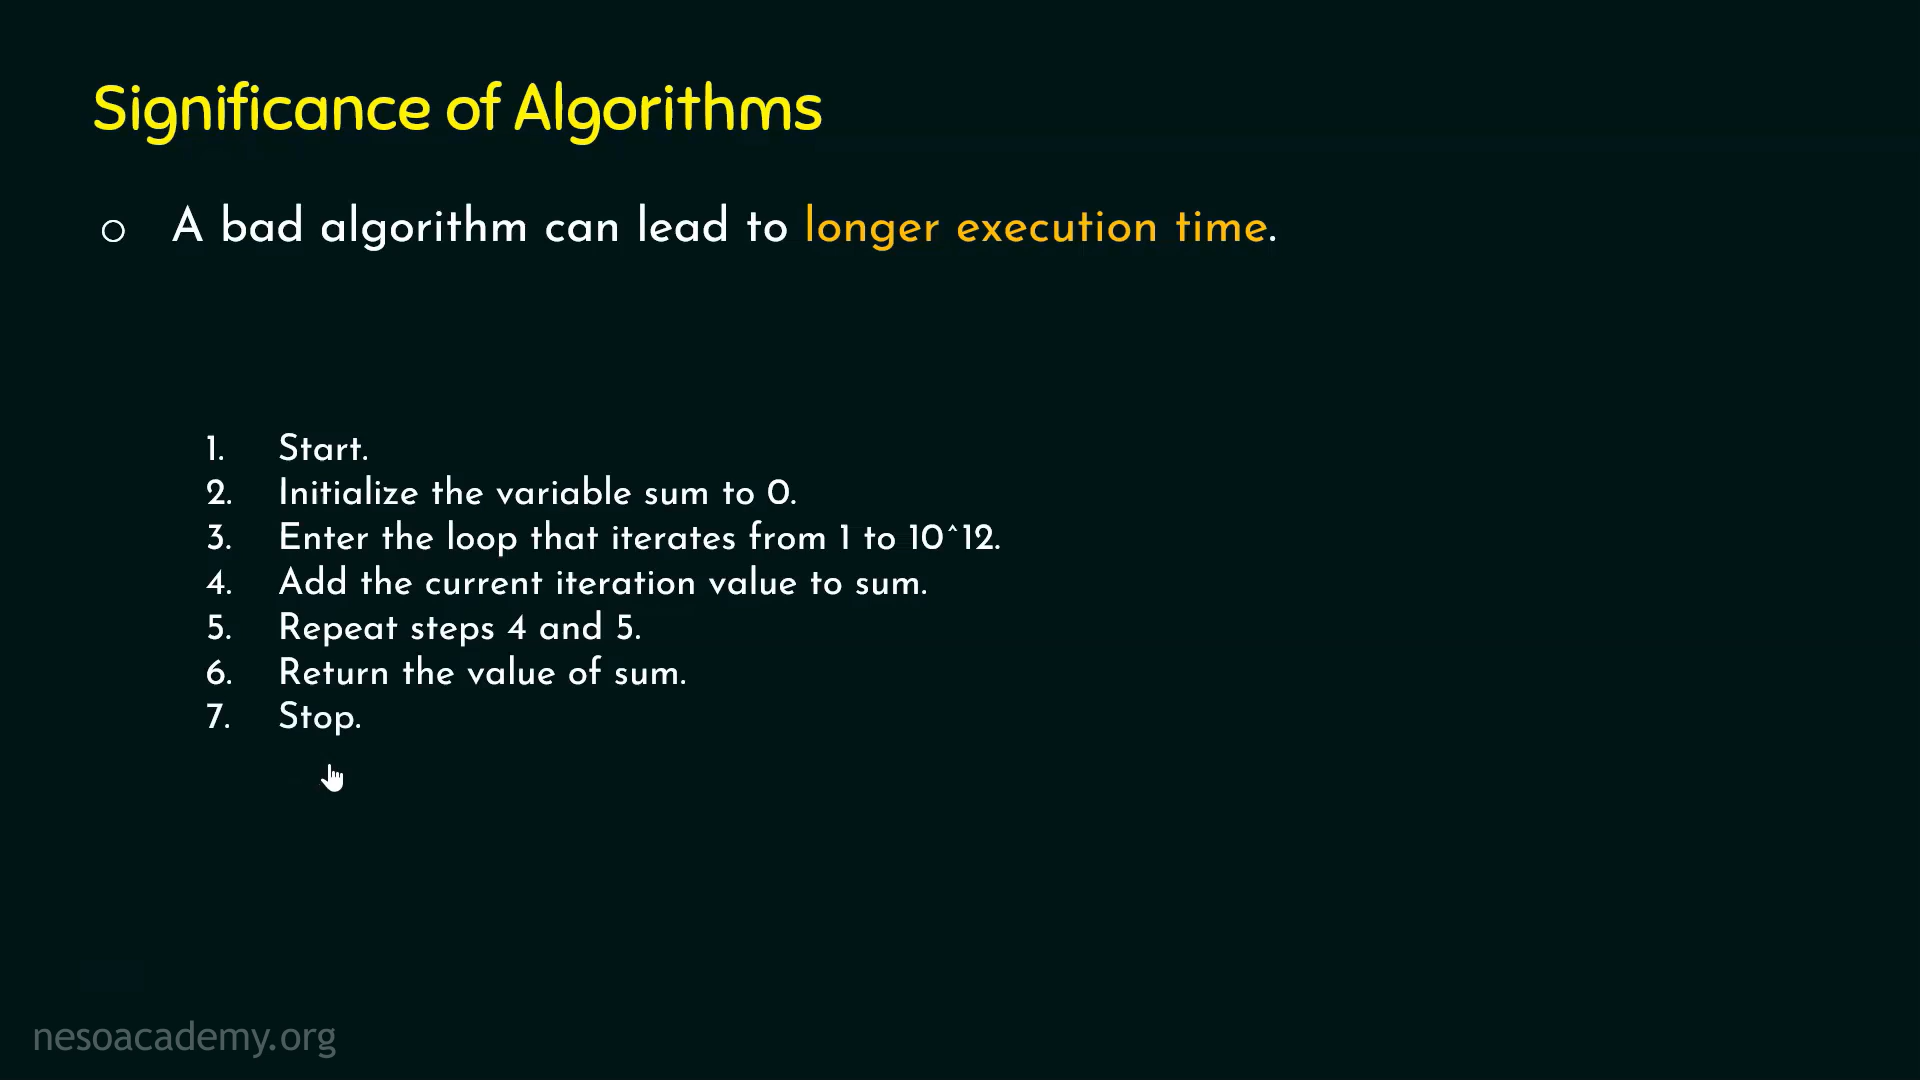 Significance of Algorithms
○ A bad algorithm can lead to longer execution time.
1. Start.
2. Initialize the variable sum to 0.
3. Enter the loop that iterates from 1 to 10^12.
4. Add the current iteration value to sum.
5. Repeat steps 4 and 5.
6. Return the value of sum.
7. Stop.
nesoacademy.org